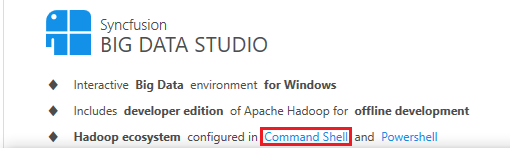 Syncfusion
BIG DATA STUDIO
◆ Interactive Big Data environment for Windows
◆ Includes developer edition of Apache Hadoop for offline development
◆ Hadoop ecosystem configured in Command Shell and Powershell